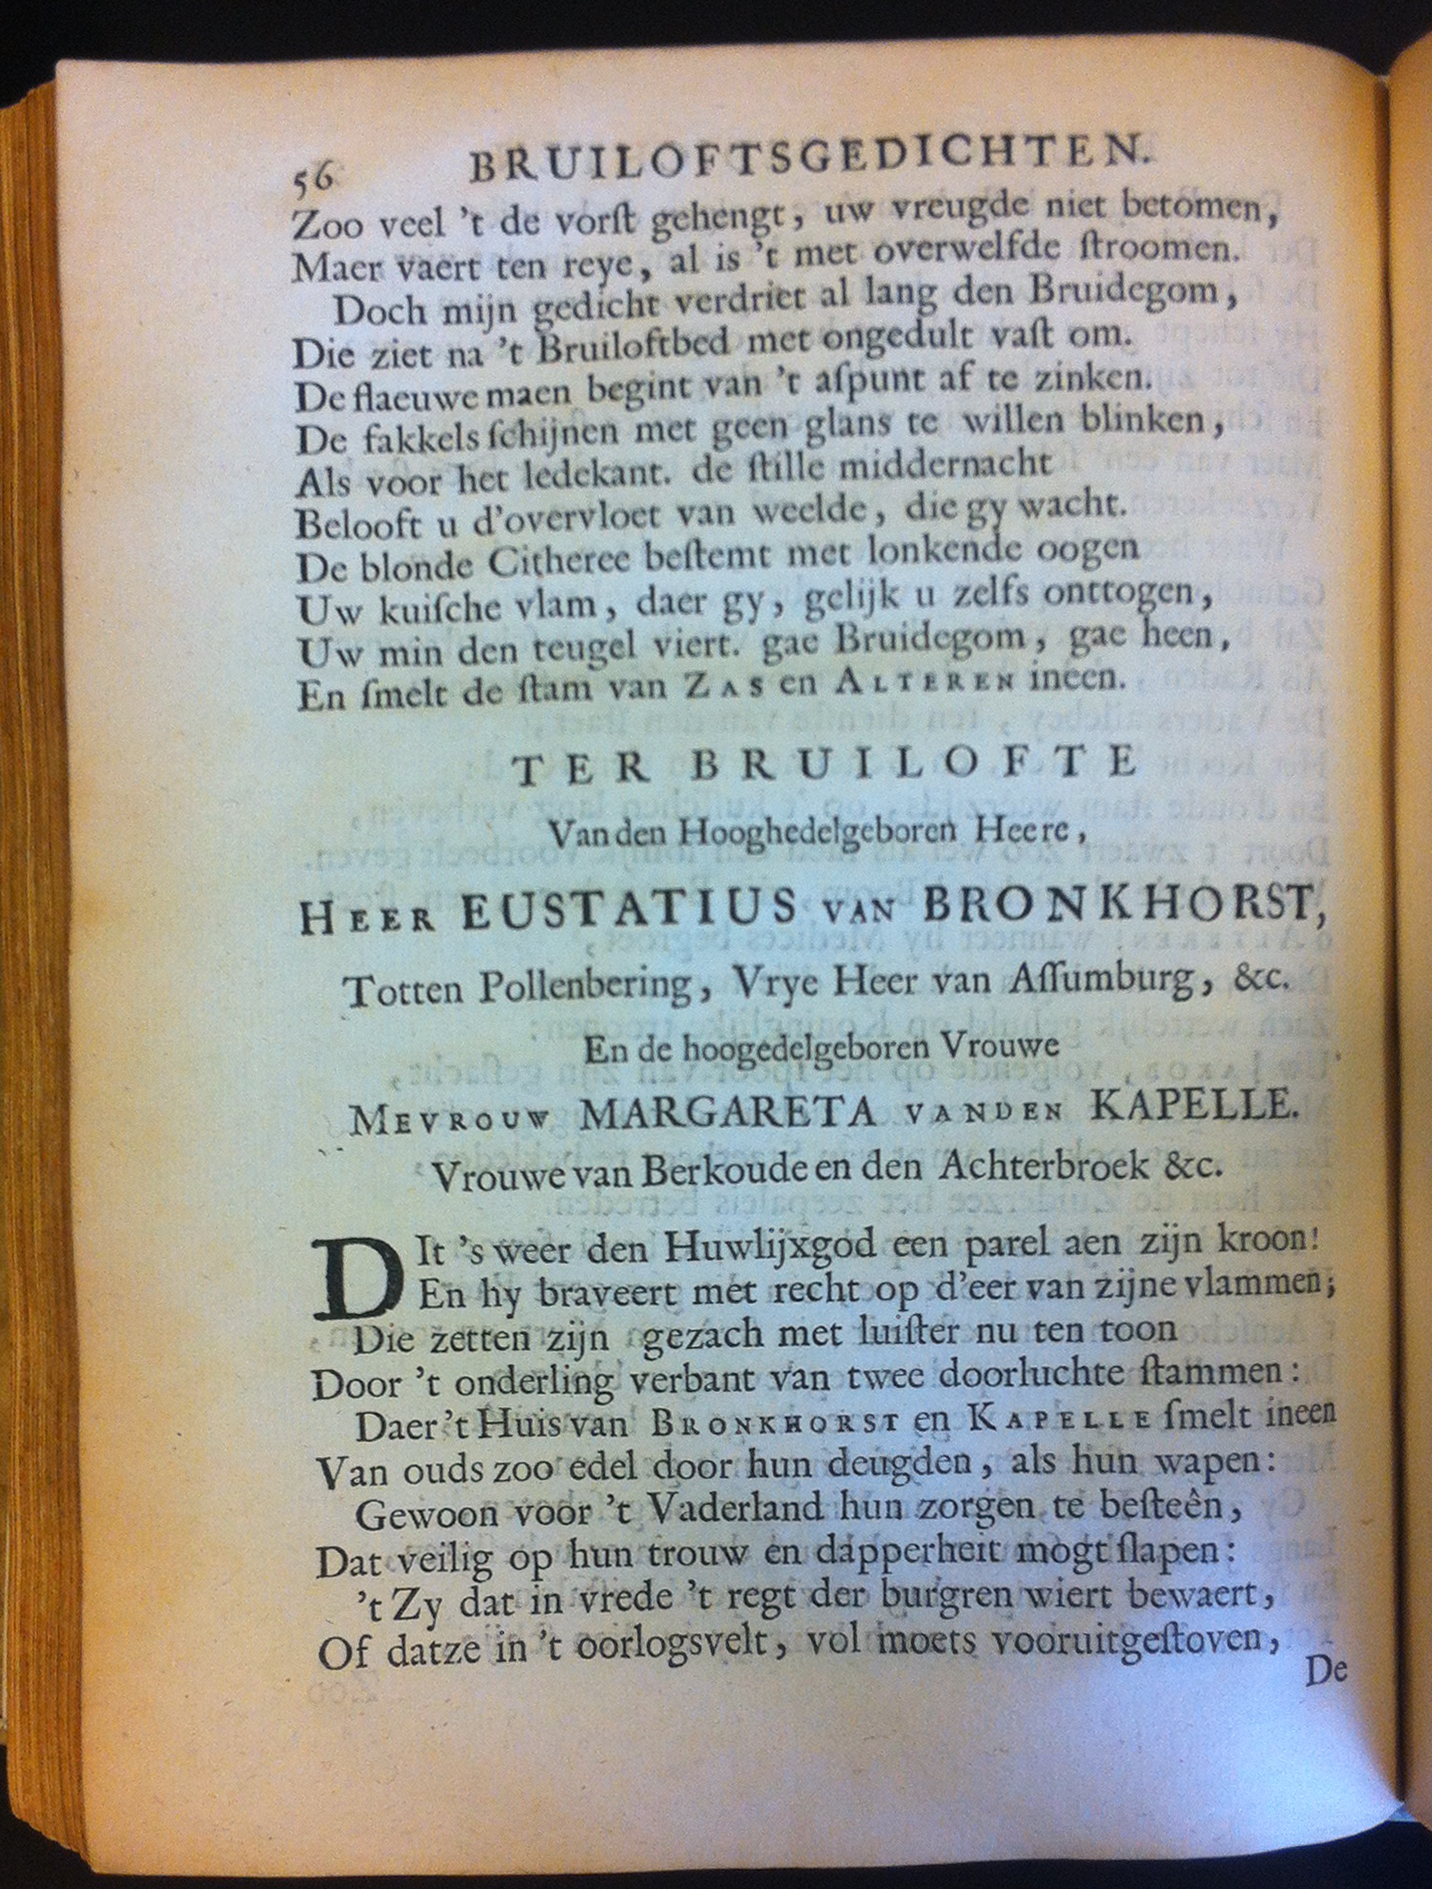 56 BRUILOFTSGEDICHTEN.
Zoo veel 't de vorſt gehengt, uw vreugde niet betomen,
Maer vaert ten reye, al is 't met overwelfde ſtroomen.
Doch mijn gedicht verdriet al lang den Bruidegom,
Die ziet na 't Bruiloftbed met ongedult vaſt om.
De flaeuwe maen begint van 't aſpunt af te zinken.
De fakkels ſchijnen met geen glans te willen blinken,
Als voor het ledekant. de ſtille middernacht
Belooft u d'overvloet van weelde, die gy wacht.
De blonde Citheree beſtemt met lonkende oogen
Uw kuiſche vlam, daer gy, gelijk u zelfs onttogen,
Uw min den teugel viert. gae Bruidegom, gae heen,
En ſmelt de ſtam van ZAS en ALTEREN ineen.
TER BRUILOFTE
Van den Hooghedelgeboren Heere,
HEER EUSTATIUS VAN BRONKHORST,
Totten Pollenbering, Vrye Heer van Aſſumburg, &c.
En de hoogedelgeboren Vrouwe
MEVROUW MARGARETA VANDEN KAPELLE.
Vrouwe van Berkoude en den Achterbroek &c.
DIt 's weer den Huwlijxgod een parel aen zijn kroon!
En hy braveert met recht op d'eer van zijne vlammen;
Die zetten zijn gezach met luiſter nu ten toon
Door 't onderling verbant van twee doorluchte ſtammen:
Daer 't Huis van BRONKHORST en KAPELLE ſmelt ineen
Van ouds zoo edel door hun deugden, als hun wapen:
Gewoon voor 't Vaderland hun zorgen te beſteên,
Dat veilig op hun trouw en dapperheit mogt ſlapen:
't Zy dat in vrede 't regt der burgren wiert bewaert,
Of datze in 't oorlogsvelt, vol moets vooruitgeſtoven,
De